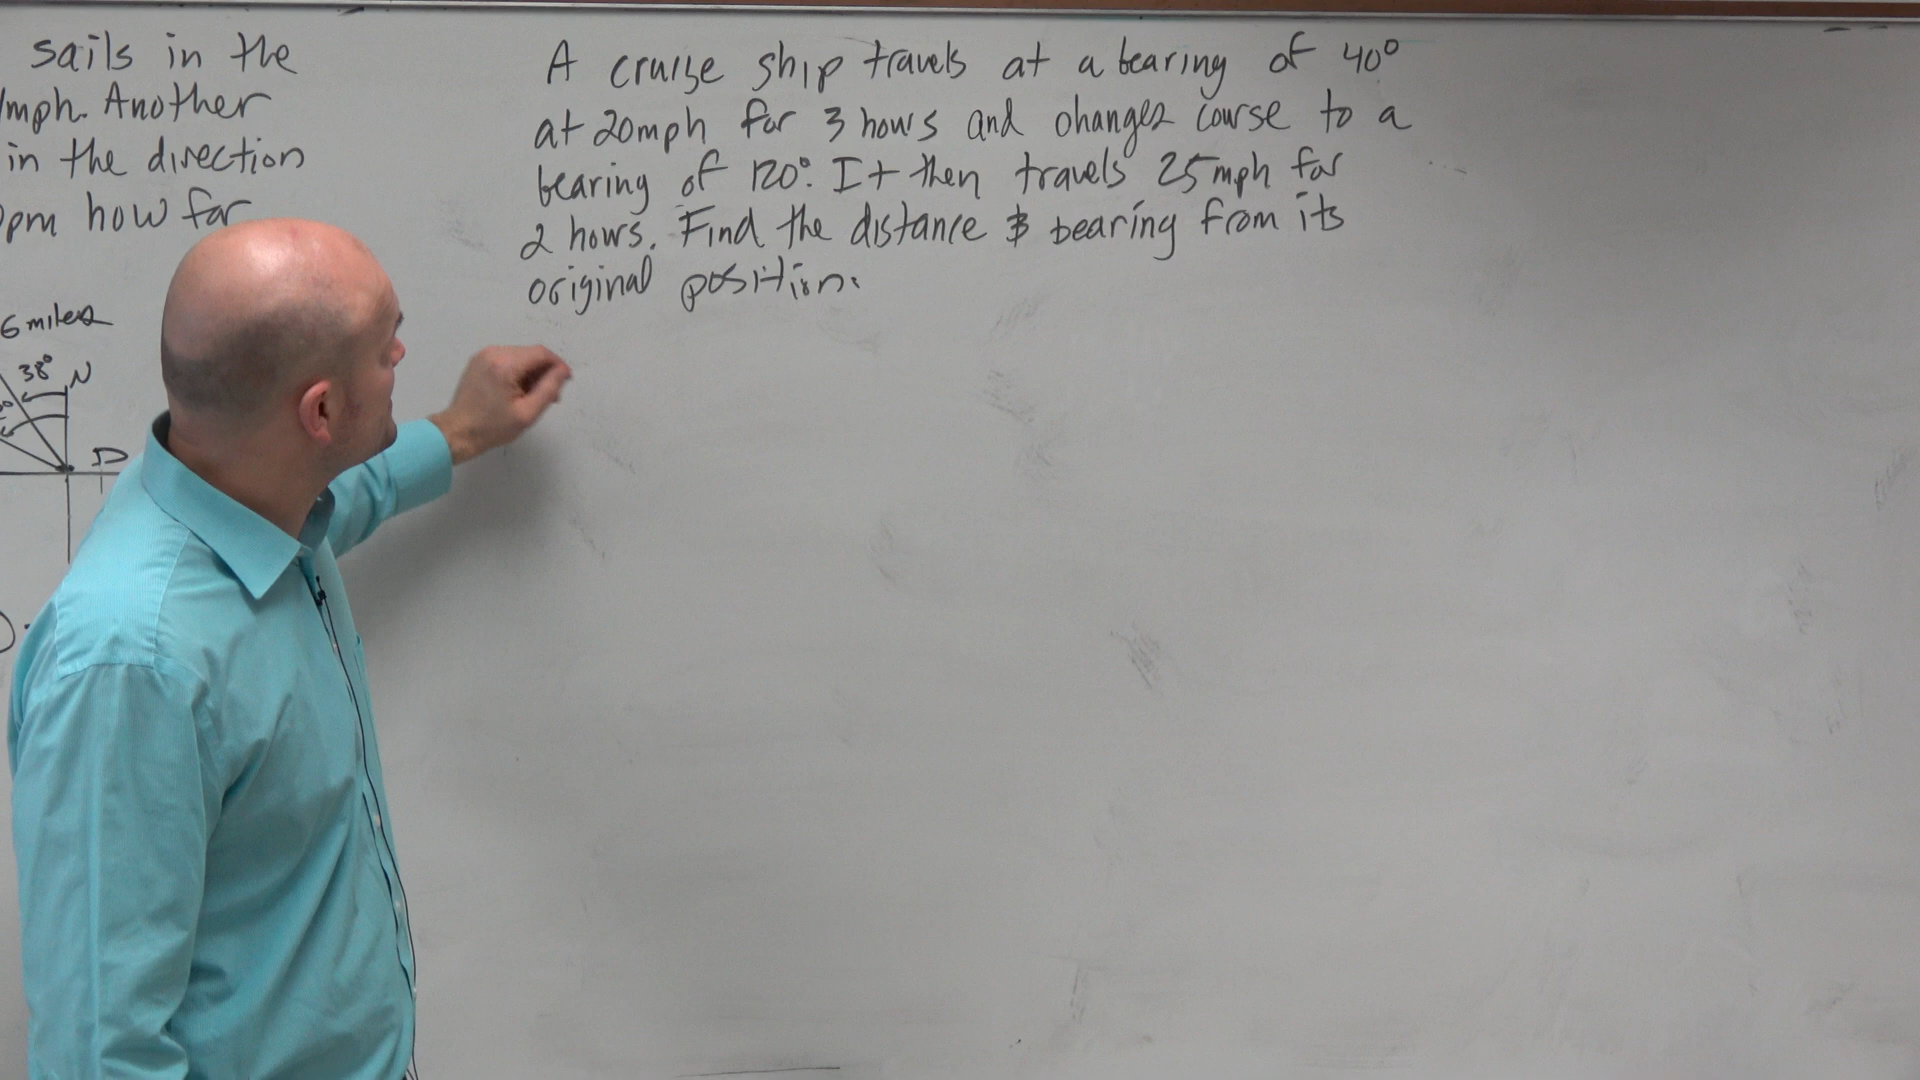 sails in the
mph. Another
in the direction
pm how far
6 miles
38°
N
A cruise ship travels at a bearing of 40°
at 20mph for 3 hours and changes course to a
bearing of 120°. It then travels 25mph for
2 hours. Find the distance & bearing from its
original position.